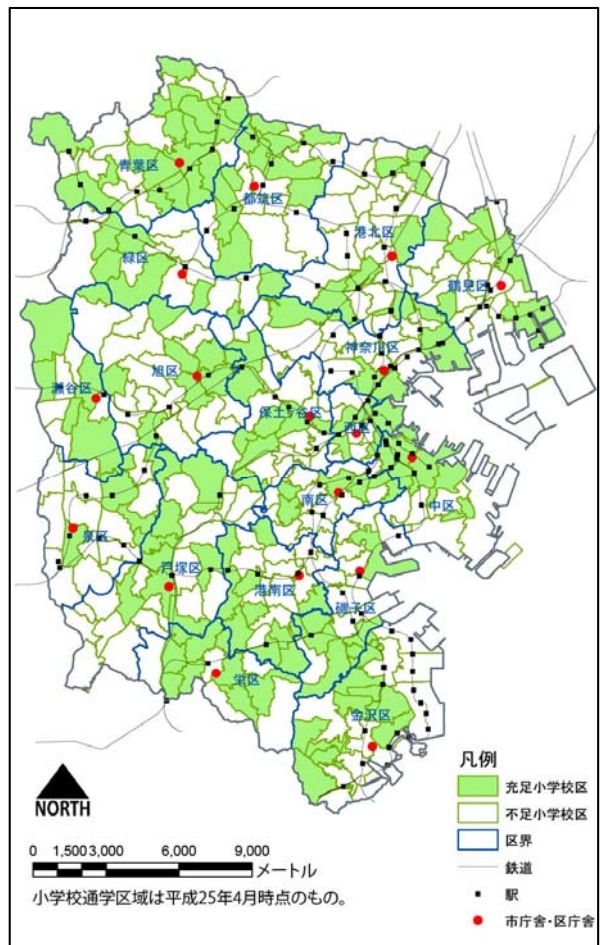 青葉区
都筑区
港北区
緑区
鶴見区
神奈川区
旭区
瀬谷区
保土ヶ谷区
西区
南区
中区
泉区
戸塚区
港南区
磯子区
栄区
金沢区
凡例
充足小学校区
不足小学校区
区界
鉄道
駅
市庁舎・区庁舎
NORTH
0 1,500 3,000 6,000 9,000
メートル
小学校通学区域は平成25年4月時点のもの。